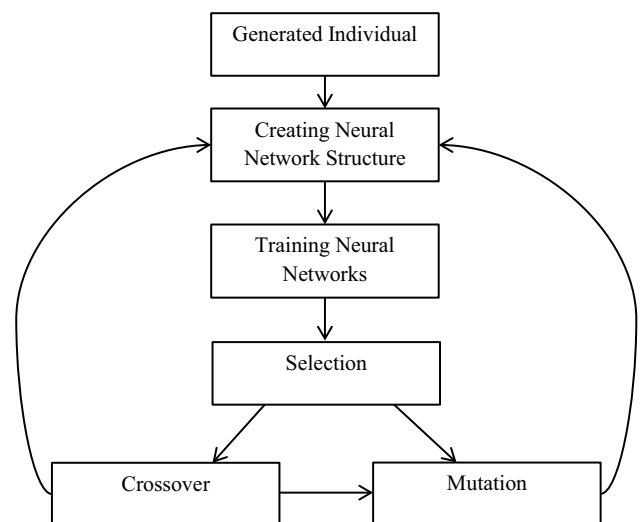 Generated Individual
Creating Neural
Network Structure
Training Neural
Networks
Selection
Crossover
Mutation